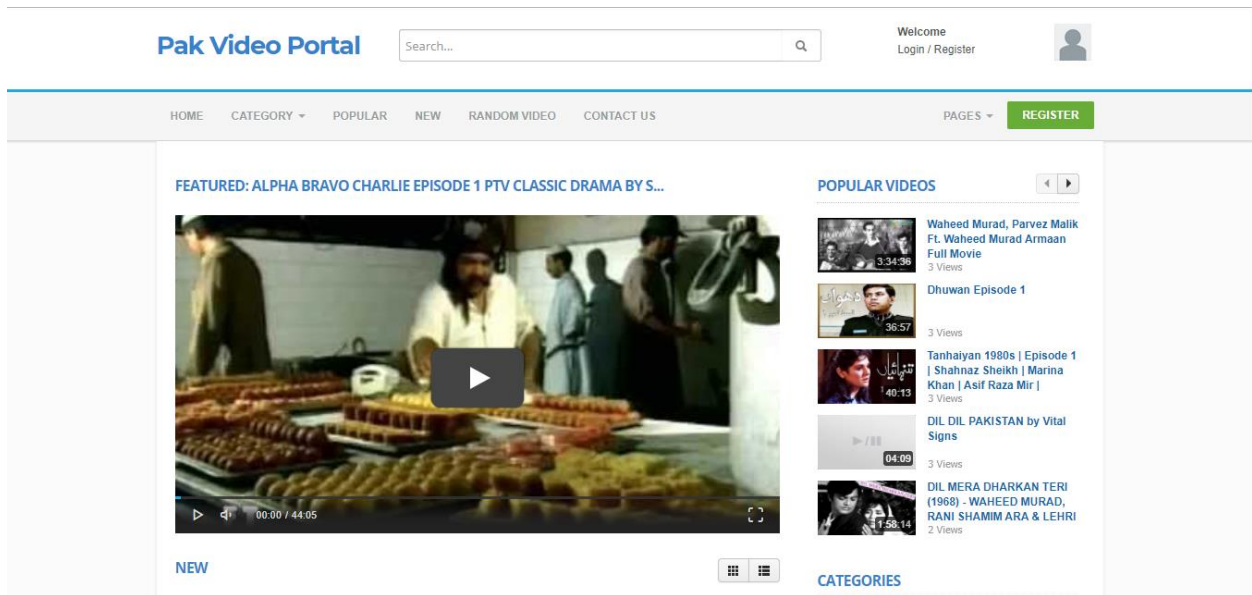 Pak Video Portal
Search...
Welcome
Login / Register
HOME
CATEGORY
POPULAR
NEW
RANDOM VIDEO
CONTACT US
PAGES
REGISTER
FEATURED: ALPHA BRAVO CHARLIE EPISODE 1 PTV CLASSIC DRAMA BY S...
00:00 / 44:05
NEW
POPULAR VIDEOS
3:34:36
Waheed Murad, Parvez Malik
Ft. Waheed Murad Armaan
Full Movie
3 Views
دھواں
36:57
Dhuwan Episode 1
3 Views
تنہائیاں
40:13
Tanhaiyan 1980s | Episode 1
| Shahnaz Sheikh | Marina
Khan | Asif Raza Mir |
3 Views
04:09
DIL DIL PAKISTAN by Vital
Signs
3 Views
1:58:14
DIL MERA DHARKAN TERI
(1968) - WAHEED MURAD,
RANI SHAMIM ARA & LEHRI
2 Views
CATEGORIES